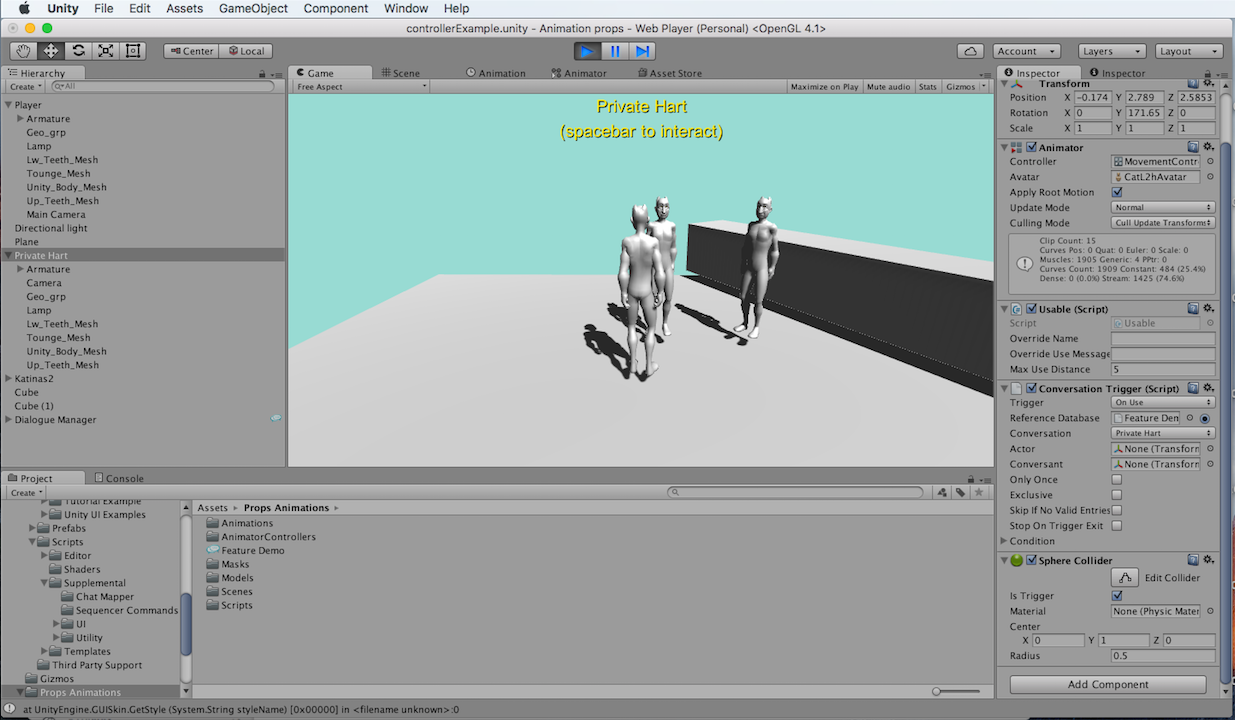 Unity File Edit Assets GameObject Component Window Help
controllerExample.unity - Animation props - Web Player (Personal) <OpenGL 4.1>
Center Local Account Layers Layout
Hierarchy
Create All
Player
Armature
Geo_grp
Lamp
Lw_Teeth_Mesh
Tounge_Mesh
Unity_Body_Mesh
Up_Teeth_Mesh
Main Camera
Directional light
Plane
Private Hart
Armature
Camera
Geo_grp
Lamp
Lw_Teeth_Mesh
Tounge_Mesh
Unity_Body_Mesh
Up_Teeth_Mesh
Katinas2
Cube
Cube (1)
Dialogue Manager
Game Scene Animation Animator Asset Store
Free Aspect Maximize on Play Mute audio Stats Gizmos
Private Hart
(spacebar to interact)
Inspector Inspector
Transform
Position X -0.174 Y 2.789 Z 2.5853
Rotation X 0 Y 171.65 Z 0
Scale X 1 Y 1 Z 1
Animator
Controller MovementContr
Avatar CatL2hAvatar
Apply Root Motion
Update Mode Normal
Culling Mode Cull Update Transforms
Clip Count: 15
Curves Pos: 0 Quat: 0 Euler: 0 Scale: 0
Muscles: 1905 Generic: 4 PPtr: 0
Curves Count: 1909 Constant: 484 (25.4%)
Dense: 0 (0.0%) Stream: 1425 (74.6%)
Usable (Script)
Script Usable
Override Name
Override Use Message
Max Use Distance 5
Conversation Trigger (Script)
Trigger On Use
Reference Database Feature Den
Conversation Private Hart
Actor None (Transforn
Conversant None (Transforn
Only Once
Exclusive
Skip If No Valid Entries
Stop On Trigger Exit
Condition
Sphere Collider
Edit Collider
Is Trigger
Material None (Physic Mater
Center
X 0 Y 1 Z 0
Radius 0.5
Add Component
Project Console
Create
Tutorial Example
Unity UI Examples
Prefabs
Scripts
Editor
Shaders
Supplemental
Chat Mapper
Sequencer Commands
UI
Utility
Templates
Third Party Support
Gizmos
Props Animations
Assets Props Animations
Animations
AnimatorControllers
Feature Demo
Masks
Models
Scenes
Scripts
at UnityEngine.GUISkin.GetStyle (System.String styleName) [0x00000] in <filename unknown>:0